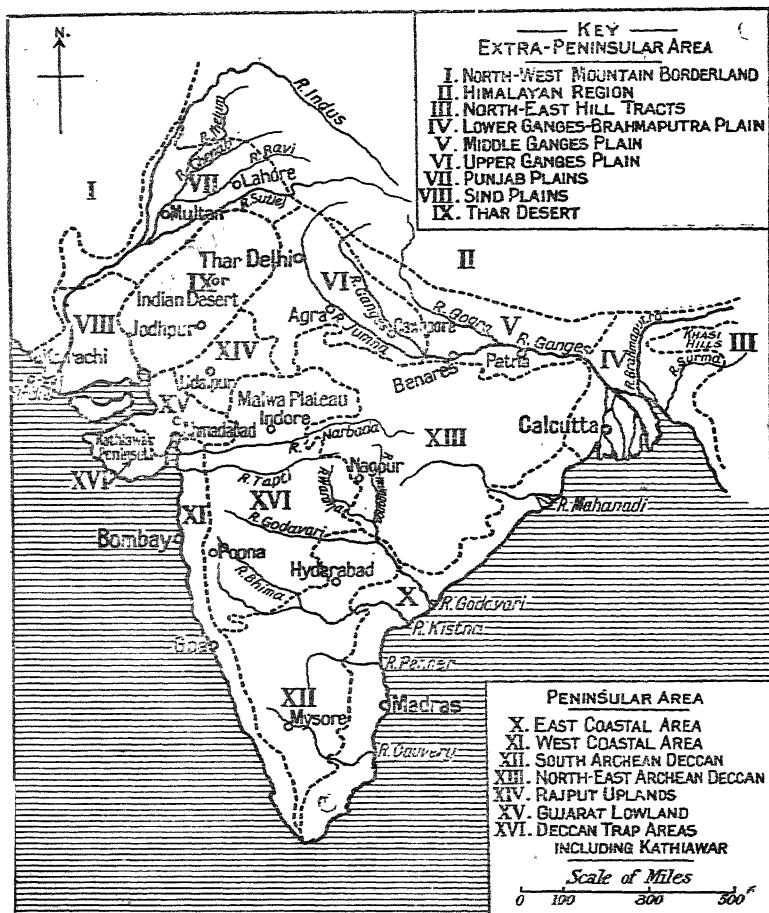 KEY
EXTRA-PENINSULAR AREA
I. NORTH-WEST MOUNTAIN BORDERLAND
II. HIMALAYAN REGION
III. NORTH-EAST HILL TRACTS
IV. LOWER GANGES-BRAHMAPUTRA PLAIN
V. MIDDLE GANGES PLAIN
VI. UPPER GANGES PLAIN
VII. PUNJAB PLAINS
VIII. SIND PLAINS
IX. THAR DESERT
N.
R. Indus
R. Jhelum
R. Chenab
R. Ravi
VII
Lahore
I
R. Sutlej
Multan
Thar Delhi
II
IX or
VI
Indian Desert
R. Ganges
R. Gogra
VIII
Agra
R. Jumna
Cawnpore
V
R. Ganges
Jodhpur
KHASI HILLS
III
XIV
IV
R. Brahmaputra
R. Surma
Benares
Patna
Udaipur
Malwa Plateau
XV
Indore
Calcutta
Ahmadabad
R. Narbada
XIII
Kathiawar
Peninsula
XVI
R. Tapti
Nagpur
XVI
R. Mahanadi
XI
R. Godavari
Bombay
Poona
Hyderabad
R. Bhima
X
R. Godavari
R. Kistna
Goa
R. Penner
XII
Madras
Mysore
R. Cauvery
PENINSULAR AREA
X. EAST COASTAL AREA
XI. WEST COASTAL AREA
XII. SOUTH ARCHEAN DECCAN
XIII. NORTH-EAST ARCHEAN DECCAN
XIV. RAJPUT UPLANDS
XV. GUJARAT LOWLAND
XVI. DECCAN TRAP AREAS
INCLUDING KATHIAWAR
Scale of Miles
0 100 300 500